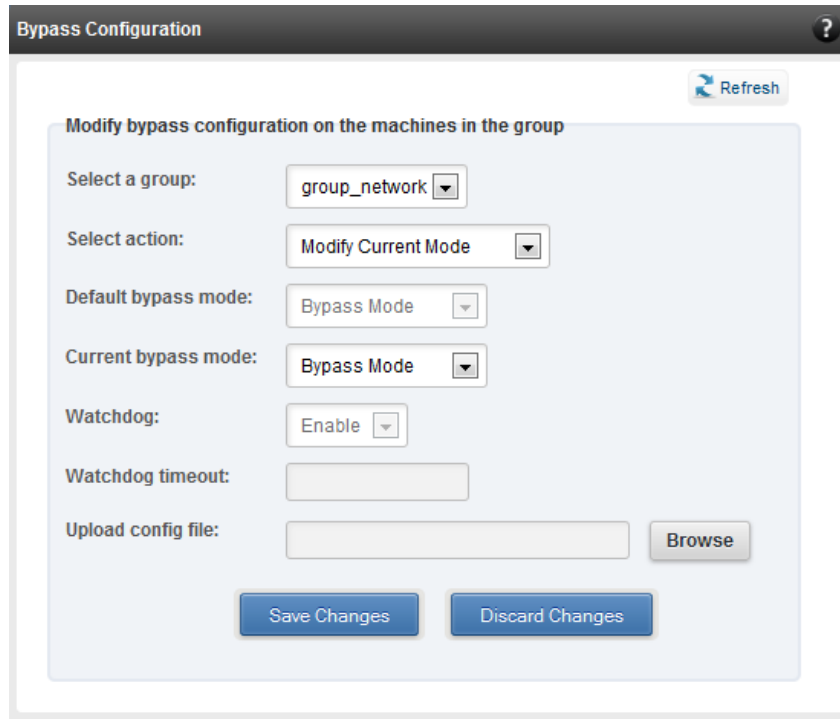 Bypass Configuration
?
Refresh
Modify bypass configuration on the machines in the group
Select a group: group_network
Select action: Modify Current Mode
Default bypass mode: Bypass Mode
Current bypass mode: Bypass Mode
Watchdog: Enable
Watchdog timeout:
Upload config file: Browse
Save Changes Discard Changes